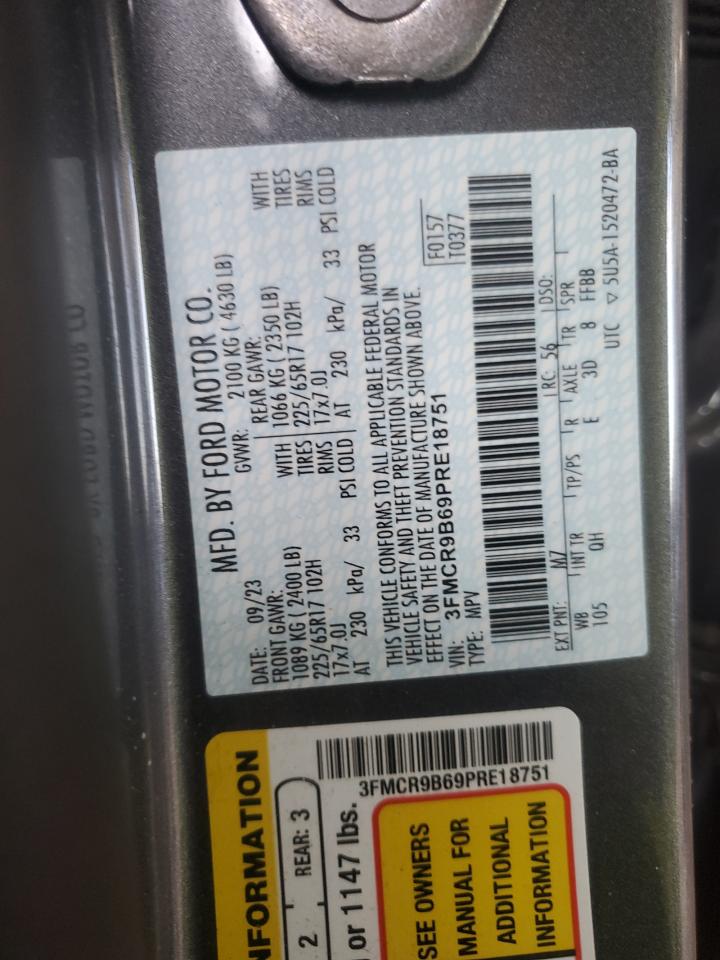 MFD. BY FORD MOTOR CO.
DATE: 09/23 GVWR: 2100 KG ( 4630 LB)
FRONT GAWR: REAR GAWR:
1089 KG ( 2400 LB) WITH 1066 KG ( 2350 LB) WITH
225/65R17 102H TIRES 225/65R17 102H TIRES
17x7.0J RIMS 17x7.0J RIMS
AT 230 kPa/ 33 PSI COLD AT 230 kPa/ 33 PSI COLD
THIS VEHICLE CONFORMS TO ALL APPLICABLE FEDERAL MOTOR
VEHICLE SAFETY AND THEFT PREVENTION STANDARDS IN
EFFECT ON THE DATE OF MANUFACTURE SHOWN ABOVE.
VIN: 3FMCR9B69PRE18751 F0157
TYPE: MPV T0377
EXT PNT: M7 RC: 56 DSO:
WB INT TR TP/PS R AXLE TR SPR
105 QH E 3D 8 FFBB
UTC ▽ 5U5A-1520472-BA
NFORMATION
2 REAR: 3
or 1147 lbs.
3FMCR9B69PRE18751
SEE OWNERS
MANUAL FOR
ADDITIONAL
INFORMATION